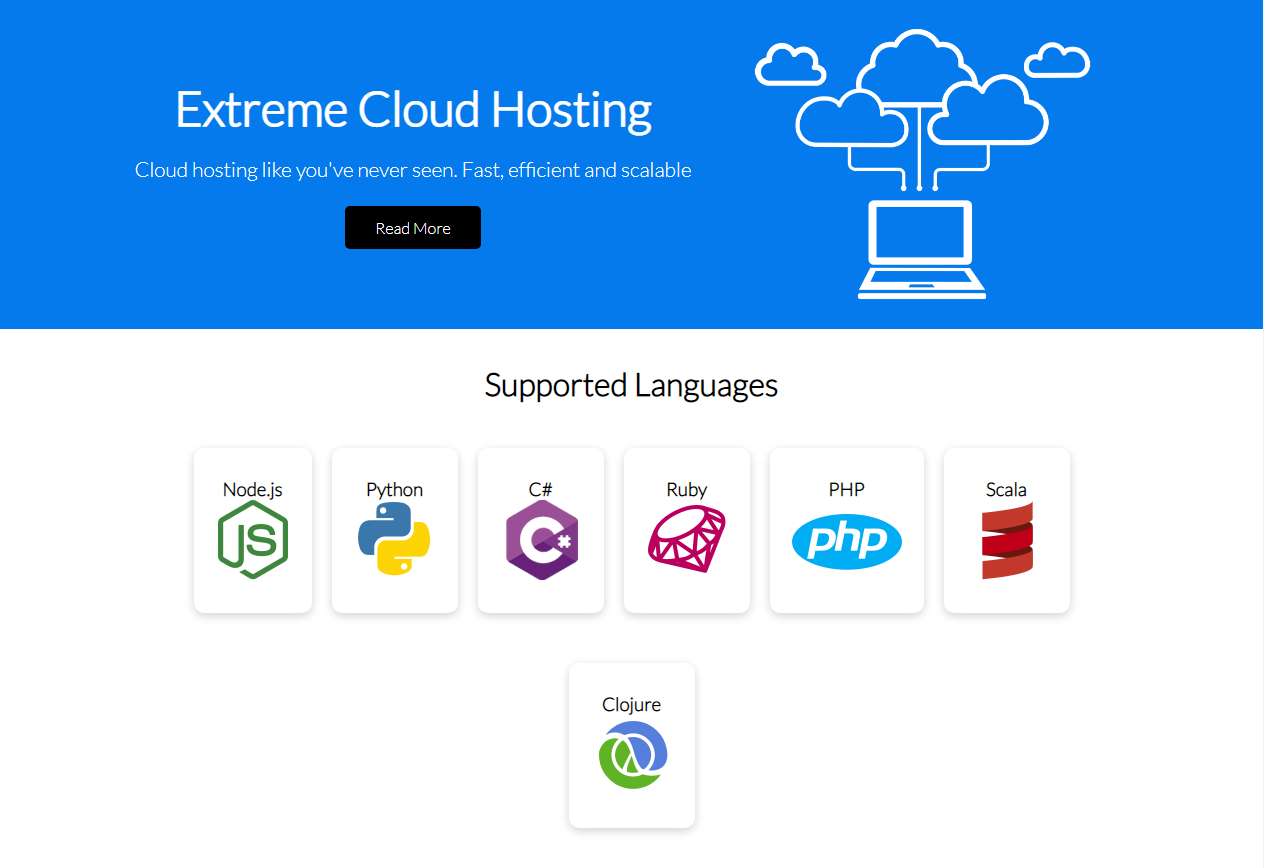 Extreme Cloud Hosting
Cloud hosting like you've never seen. Fast, efficient and scalable
Read More
Supported Languages
Node.js
Python
C#
Ruby
PHP
Scala
JS
C#
php
Clojure